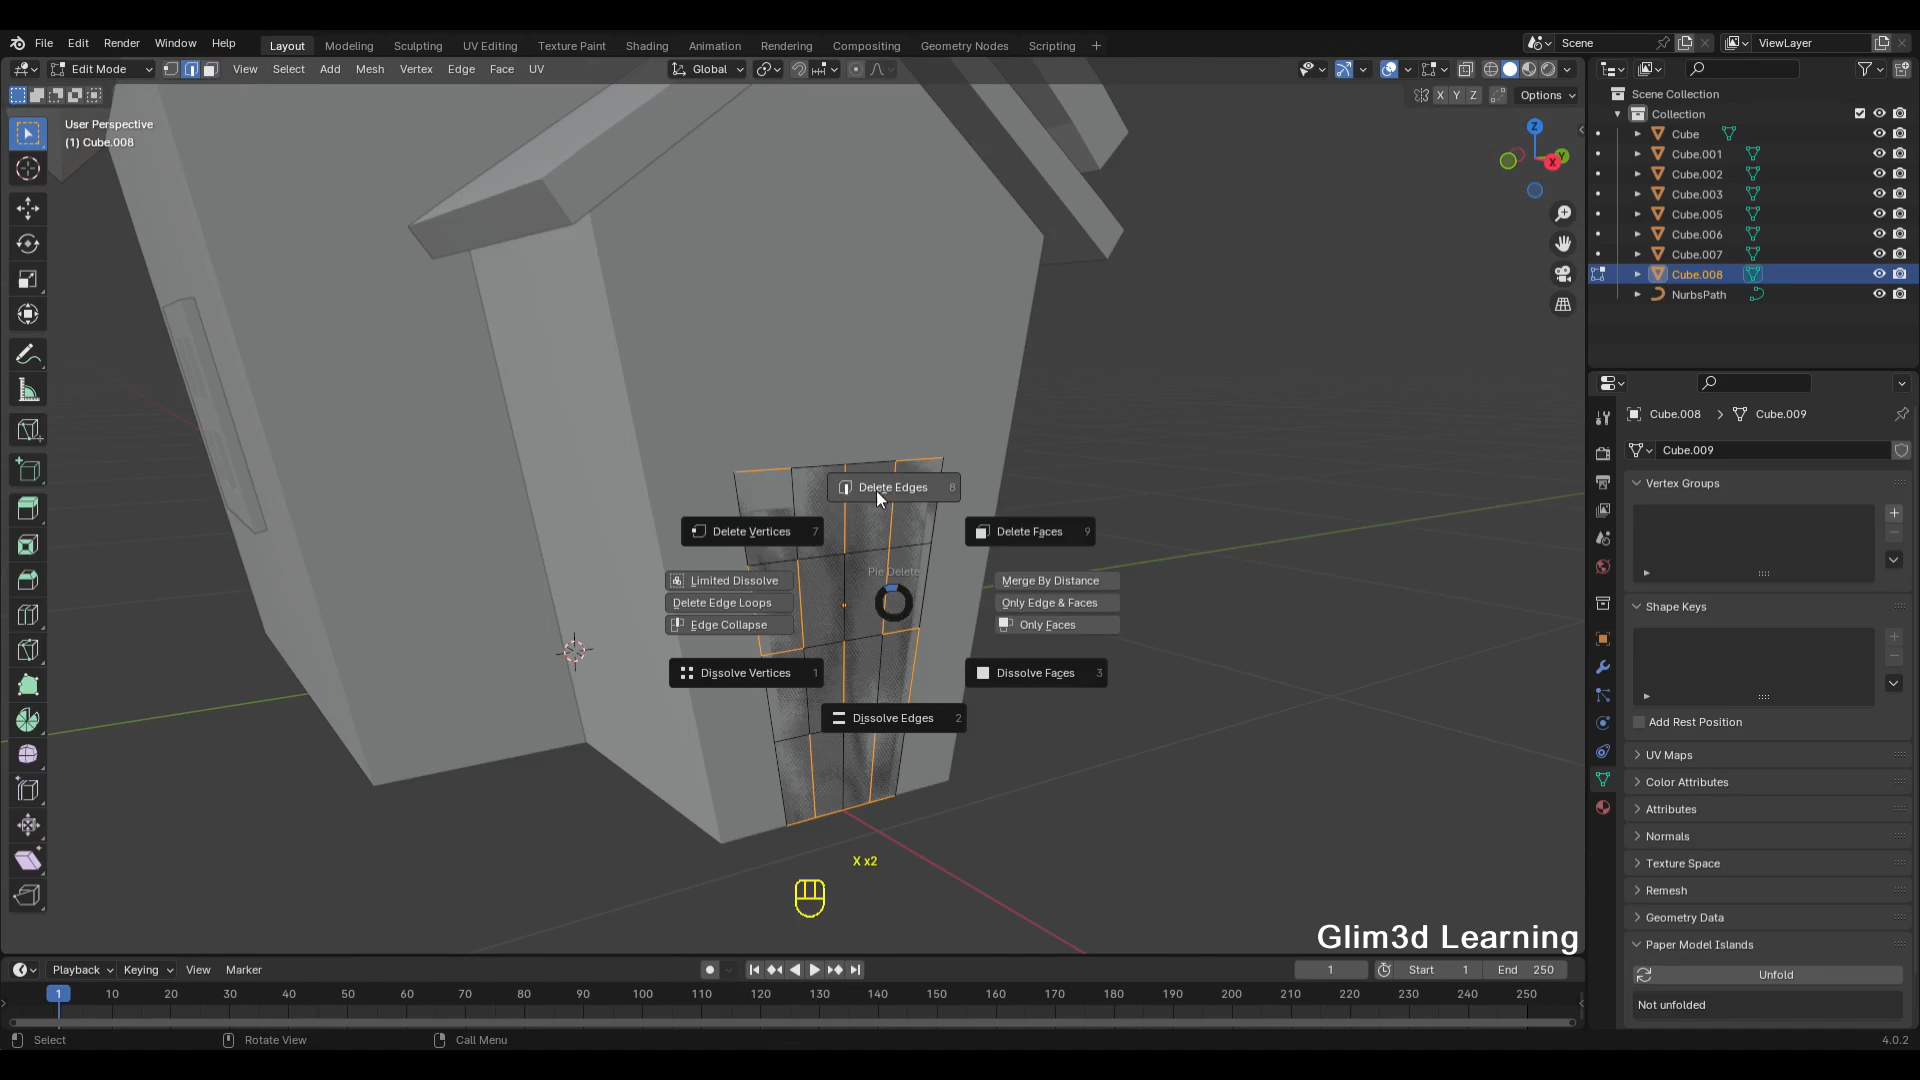 File Edit Render Window Help Layout Modeling Sculpting UV Editing Texture Paint Shading Animation Rendering Compositing Geometry Nodes Scripting + Scene ViewLayer
Edit Mode View Select Add Mesh Vertex Edge Face UV Global
X Y Z Options
User Perspective
(1) Cube.008
Z
Y
X
Scene Collection
Collection
Cube
Cube.001
Cube.002
Cube.003
Cube.005
Cube.006
Cube.007
Cube.008
NurbsPath
Cube.008 > Cube.009
Cube.009
Vertex Groups
Shape Keys
Add Rest Position
UV Maps
Color Attributes
Attributes
Normals
Texture Space
Remesh
Geometry Data
Paper Model Islands
Unfold
Not unfolded
Delete Edges 8
Delete Vertices 7
Delete Faces 9
Pie Delete
Limited Dissolve
Merge By Distance
Delete Edge Loops
Only Edge & Faces
Edge Collapse
Only Faces
Dissolve Vertices 1
Dissolve Faces 3
Dissolve Edges 2
X x2
Glim3d Learning
Playback Keying View Marker 1 Start 1 End 250
1 10 20 30 40 50 60 70 80 90 100 110 120 130 140 150 160 170 180 190 200 210 220 230 240 250
Select Rotate View Call Menu 4.0.2